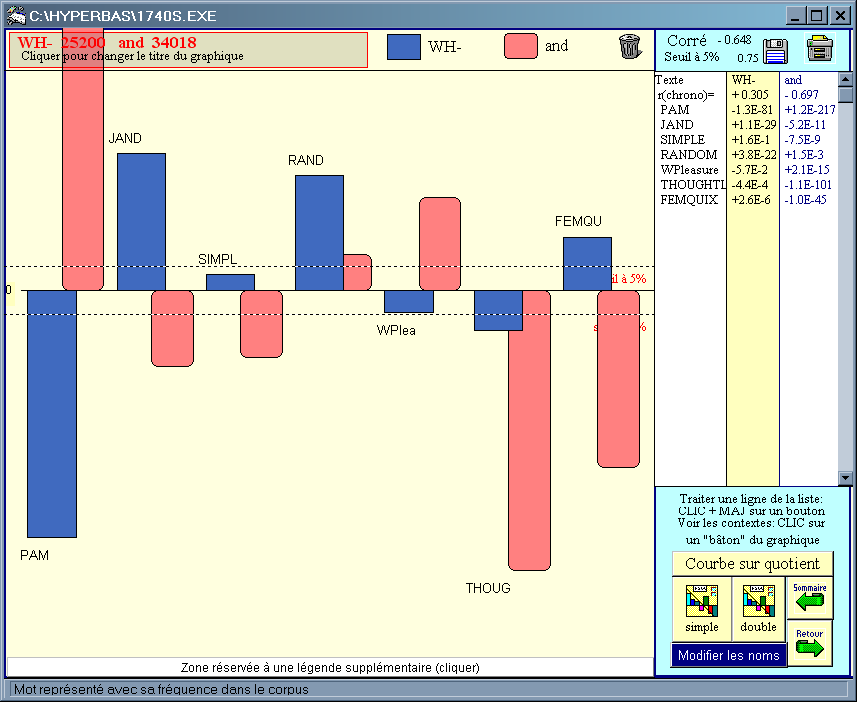 C:\HYPERBAS\1740S.EXE
WH- 25200 and 34018
Cliquer pour changer le titre du graphique
WH-
and
Corré - 0.648
Seuil à 5% 0.75
JAND
RAND
SIMPL
FEMQU
il à 5%
0
s %
WPlea
PAM
THOUG
Zone réservée à une légende supplémentaire (cliquer)
Texte WH- and
r(chrono)= +0.305 - 0.697
PAM -1.3E-81 +1.2E-217
JAND +1.1E-29 -5.2E-11
SIMPLE +1.6E-1 -7.5E-9
RANDOM +3.8E-22 +1.5E-3
WPleasure -5.7E-2 +2.1E-15
THOUGHTL -4.4E-4 -1.1E-101
FEMQUIX +2.6E-6 -1.0E-45
Traiter une ligne de la liste:
CLIC + MAJ sur un bouton
Voir les contextes: CLIC sur
un "bâton" du graphique
Courbe sur quotient
simple
double
Sommaire
Retour
Modifier les noms
Mot représenté avec sa fréquence dans le corpus